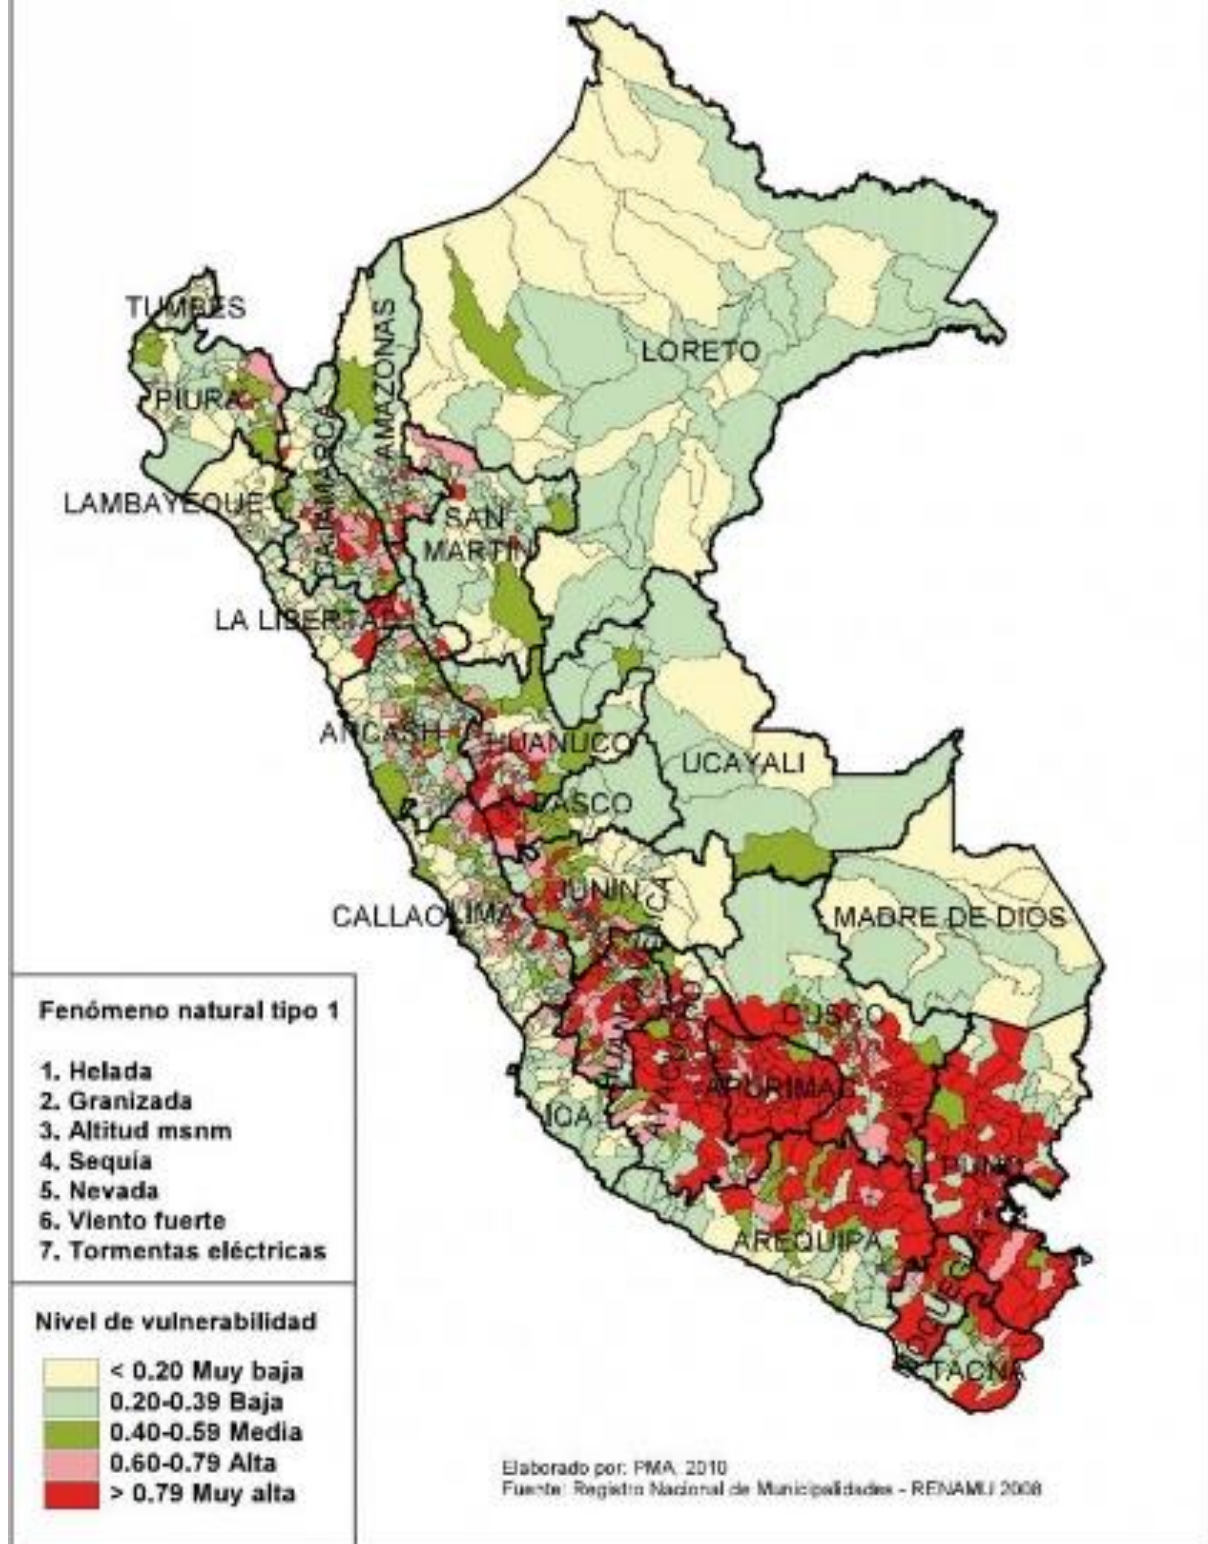 TUMBES
PIURA
AMAZONAS
LORETO
CAJAMARCA
LAMBAYEQUE
SAN
MARTIN
LA LIBERTAD
ANCASH
HUANUCO
UCAYALI
PASCO
JUNIN
CALLAO
LIMA
MADRE DE DIOS
CUSCO
APURIMAC
ICA
PUNO
AREQUIPA
TACNA
Fenómeno natural tipo 1
1. Helada
2. Granizada
3. Altitud msnm
4. Sequía
5. Nevada
6. Viento fuerte
7. Tormentas eléctricas
Nivel de vulnerabilidad
< 0.20 Muy baja
0.20-0.39 Baja
0.40-0.59 Media
0.60-0.79 Alta
> 0.79 Muy alta
Elaborado por: PMA. 2010
Fuente: Registro Nacional de Municipalidades - RENAMU 2008